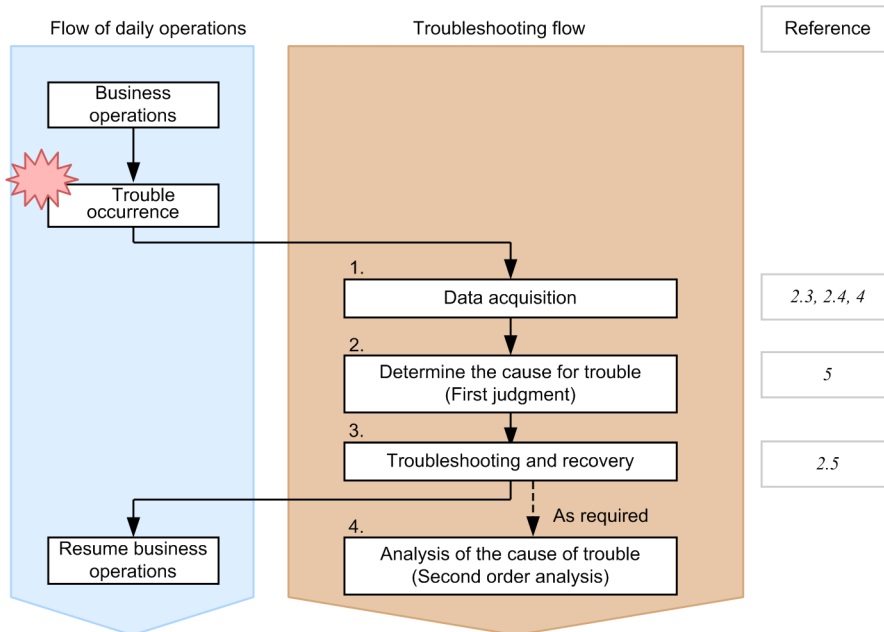 Flow of daily operations
Troubleshooting flow
Reference
Business
operations
Trouble
occurrence
1.
Data acquisition
2.3, 2.4, 4
2.
Determine the cause for trouble
(First judgment)
5
3.
Troubleshooting and recovery
2.5
As required
4.
Resume business
operations
Analysis of the cause of trouble
(Second order analysis)